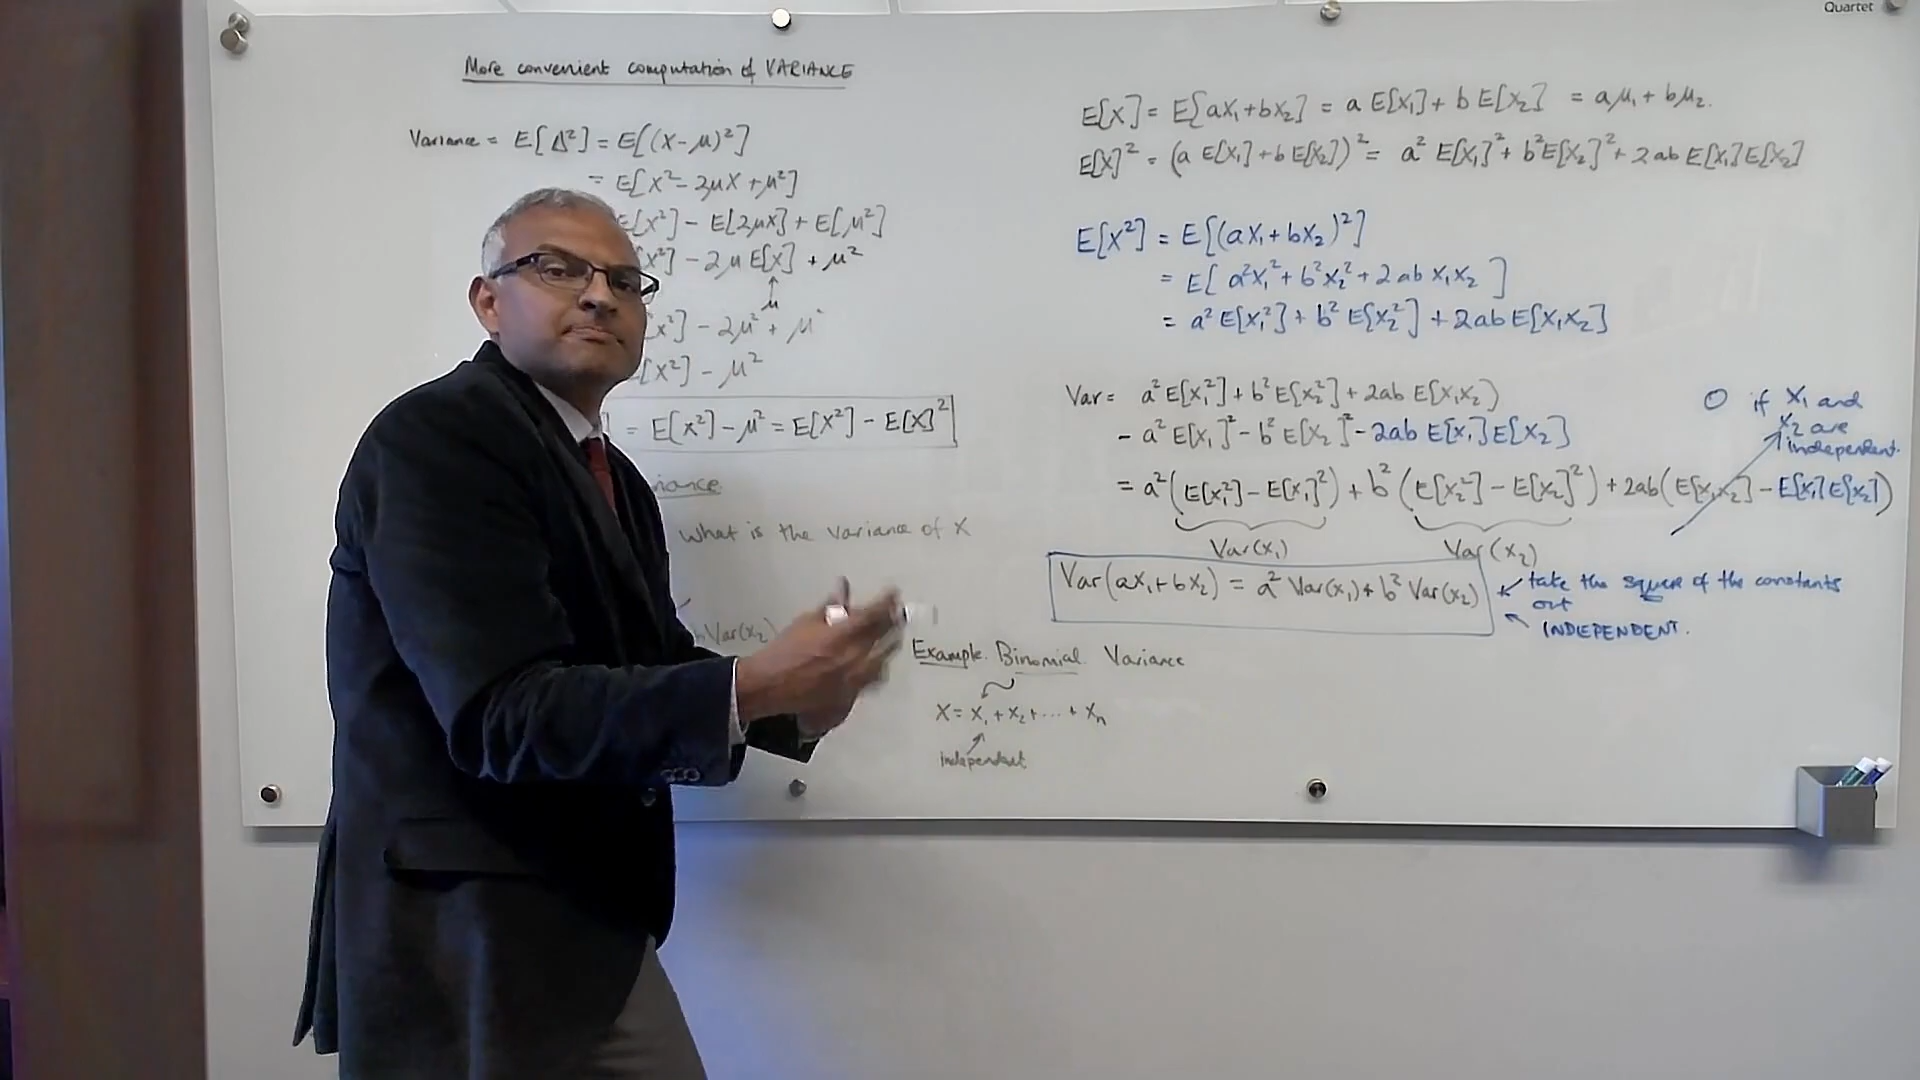 Quartet
More convenient computation of VARIANCE
Variance = E[Δ²] = E[(X-μ)²]
= E[X² - 2μX + μ²]
E[X²] - E[2μX] + E[μ²]
X²] - 2μ E[X] + μ²
↑
μ
X²] - 2μ² + μ²
[X²] - μ²
] = E[X²] - μ² = E[X²] - E[X]²
riance
What is the variance of X
bVar(X₂)
E[X] = E[aX₁+bX₂] = a E[X₁] + b E[X₂] = aμ₁ + bμ₂.
E[X]² = (a E[X₁] + b E[X₂])² = a² E[X₁]² + b² E[X₂]² + 2ab E[X₁]E[X₂]
E[X²] = E[(aX₁+bX₂)²]
= E[a²X₁² + b²X₂² + 2ab X₁X₂]
= a² E[X₁²] + b² E[X₂²] + 2ab E[X₁X₂]
Var = a² E[X₁²] + b² E[X₂²] + 2ab E[X₁X₂]
- a² E[X₁]² - b² E[X₂]² - 2ab E[X₁]E[X₂]
= a²(E[X₁²] - E[X₁]²) + b²(E[X₂²] - E[X₂]²) + 2ab(E[X₁X₂] - E[X₁]E[X₂])
0 if X₁ and
X₂ are
independent.
Var(X₁) Var(X₂)
Var(aX₁+bX₂) = a² Var(X₁) + b² Var(X₂)
take the square of the constants
out
INDEPENDENT.
Example. Binomial Variance
X = X₁ + X₂ + ... + Xₙ
independent